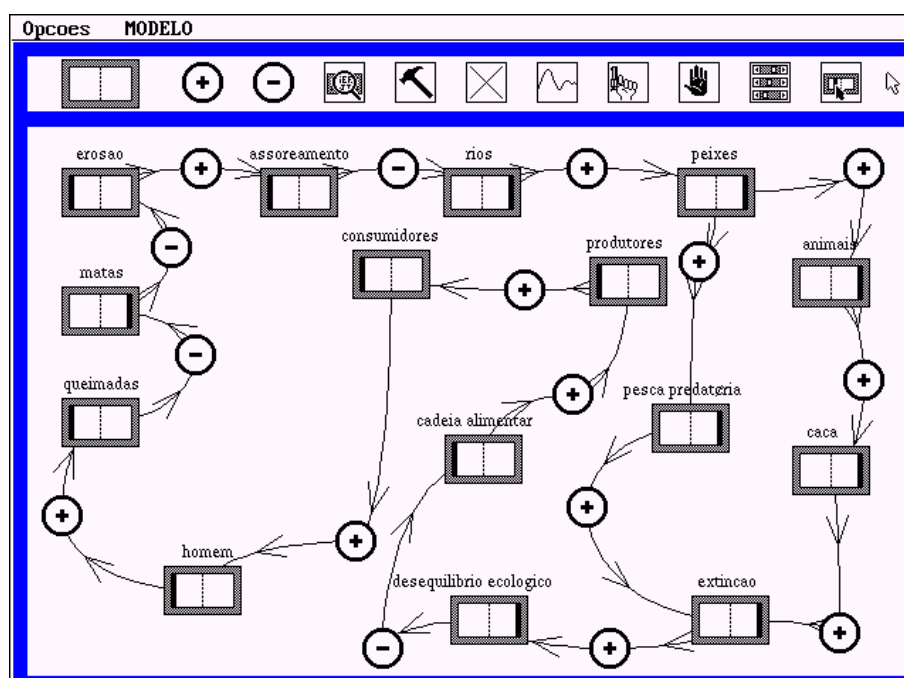 Opcoes MODELO
erosao assoreamento rios peixes
consumidores produtores animais
matas
queimadas cadeia alimentar pesca predatoria caca
homem
desequilibrio ecologico extincao